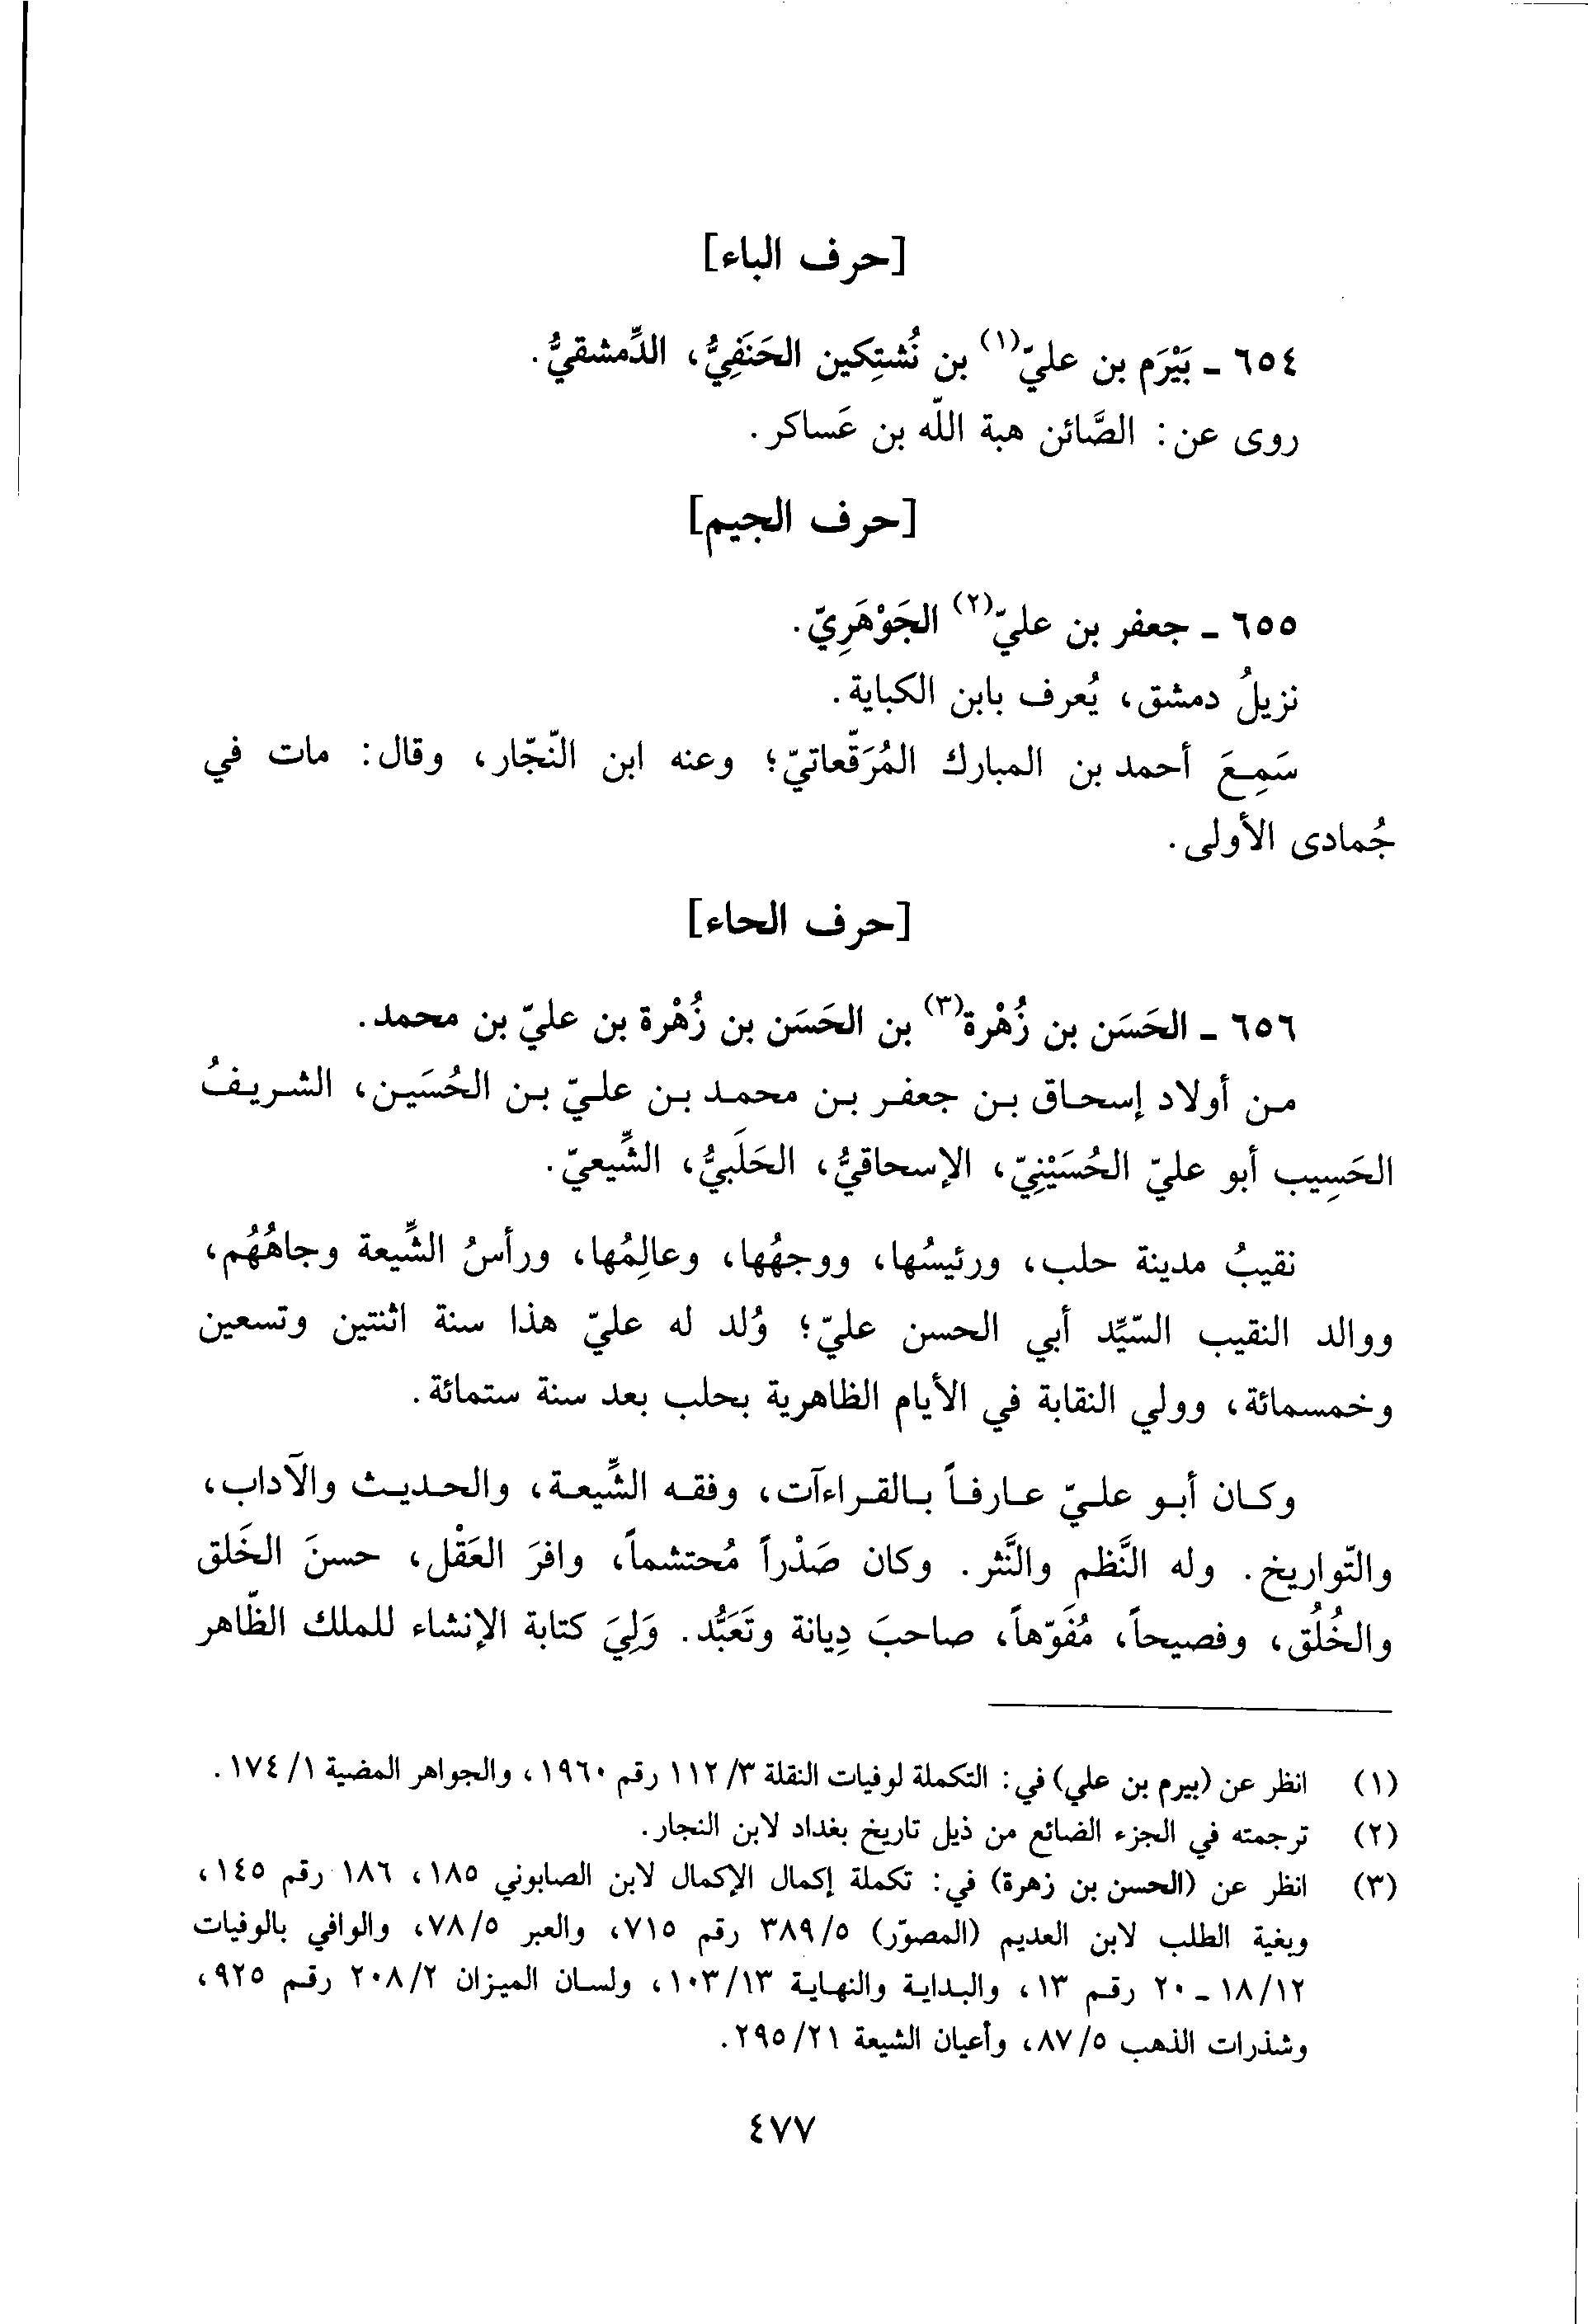 [حرف الباء]
٦٥٤ ـ بَيْرَم بن عليّ(١) بن نُشتِكين الحَنَفِيُّ، الدِّمشقيُّ.
روى عن: الصَّائن هبة اللّه بن عَساكر.
[حرف الجيم]
٦٥٥ ـ جعفر بن عليّ(٢) الجَوْهَرِيّ.
نزيلُ دمشق، يُعرف بابن الكباية.
سَمِعَ أحمد بن المبارك المُرَقّعاتيّ؛ وعنه ابن النّجّار، وقال: مات في
جُمادى الأولى.
[حرف الحاء]
٦٥٦ ـ الحَسَن بن زُهْرة(٣) بن الحَسَن بن زُهْرة بن عليّ بن محمد.
من أولاد إسحاق بن جعفر بن محمد بن عليّ بن الحُسَين، الشريفُ
الحَسِيب أبو عليّ الحُسَيْنِيّ، الإسحاقيُّ، الحَلَبيُّ، الشِّيعيّ.
نقيبُ مدينة حلب، ورئيسُها، ووجهُها، وعالِمُها، ورأسُ الشِّيعة وجاهُهُم،
ووالد النقيب السّيِّد أبي الحسن عليّ؛ وُلد له عليّ هذا سنة اثنتين وتسعين
وخمسمائة، وولي النقابة في الأيام الظاهرية بحلب بعد سنة ستمائة.
وكان أبو عليّ عارفاً بالقراءآت، وفقه الشِّيعة، والحديث والآداب،
والتّواريخ. وله النَّظم والنَّثر. وكان صَدْراً مُحتشماً، وافرَ العَقْل، حسنَ الخَلق
والخُلُق، وفصيحاً، مُفَوّهاً، صاحبَ دِيانة وتَعَبُّد. وَلِيَ كتابة الإنشاء للملك الظّاهر
(١) انظر عن (بيرم بن علي) في: التكملة لوفيات النقلة ٣/ ١١٢ رقم ١٩٦٠، والجواهر المضية ١/ ١٧٤.
(٢) ترجمته في الجزء الضائع من ذيل تاريخ بغداد لابن النجار.
(٣) انظر عن (الحسن بن زهرة) في: تكملة إكمال الإكمال لابن الصابوني ١٨٥، ١٨٦ رقم ١٤٥،
وبغية الطلب لابن العديم (المصوّر) ٥/ ٣٨٩ رقم ٧١٥، والعبر ٥/ ٧٨، والوافي بالوفيات
١٢/ ١٨ ـ ٢٠ رقم ١٣، والبداية والنهاية ١٣/ ١٠٣، ولسان الميزان ٢/ ٢٠٨ رقم ٩٢٥،
وشذرات الذهب ٥/ ٨٧، وأعيان الشيعة ٢١/ ٢٩٥.
٤٧٧